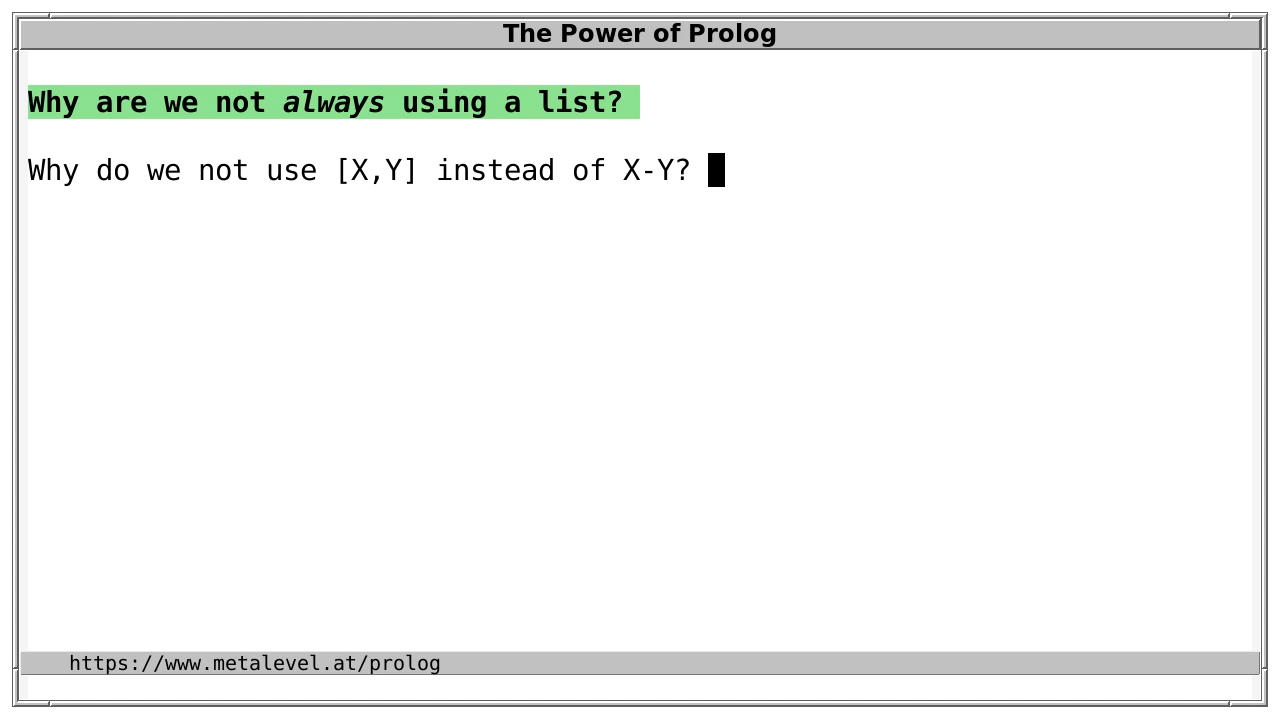 The Power of Prolog
Why are we not always using a list?
Why do we not use [X,Y] instead of X-Y?
https://www.metalevel.at/prolog